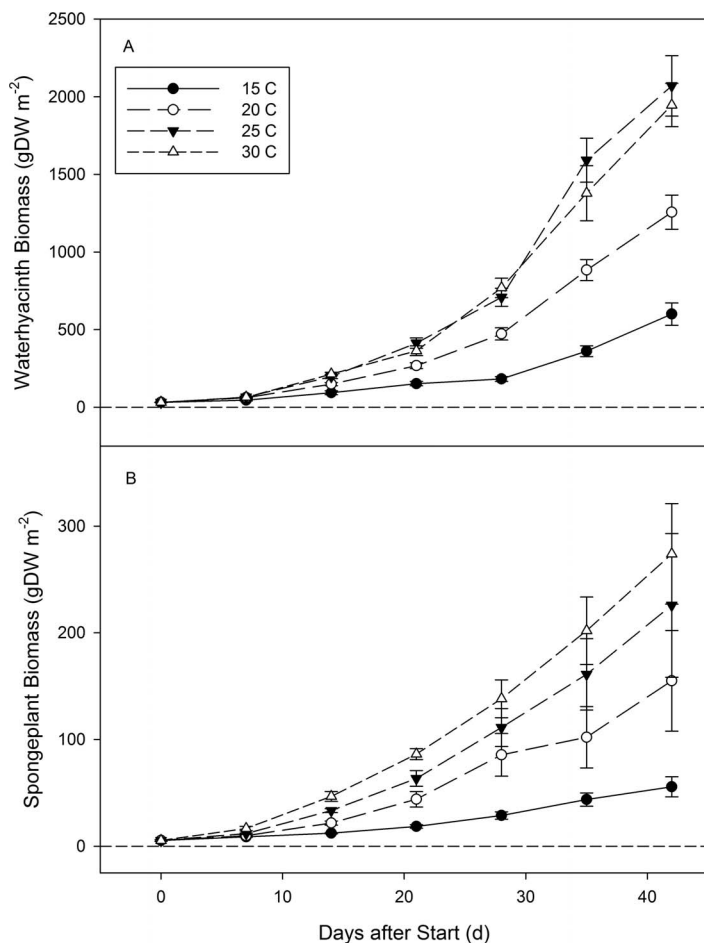 A
15 C
20 C
25 C
30 C
2500
2000
1500
1000
500
0
Waterhyacinth Biomass (gDW m⁻²)
B
300
200
100
0
Spongeplant Biomass (gDW m⁻²)
0 10 20 30 40
Days after Start (d)